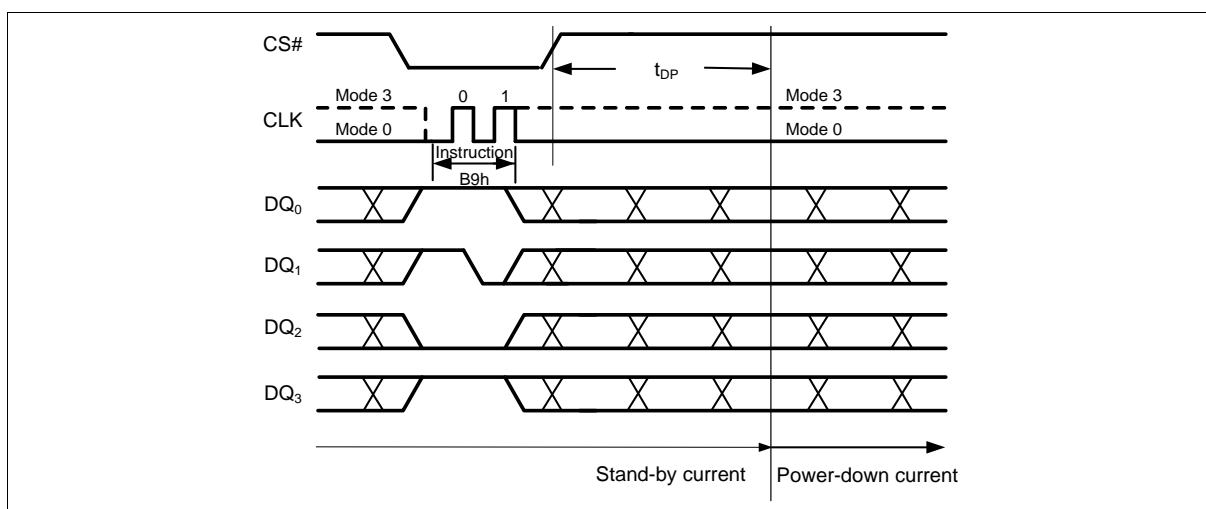 CS#
tDP
Mode 3 0 1 Mode 3
CLK
Mode 0 Mode 0
Instruction
B9h
DQ0
DQ1
DQ2
DQ3
Stand-by current Power-down current